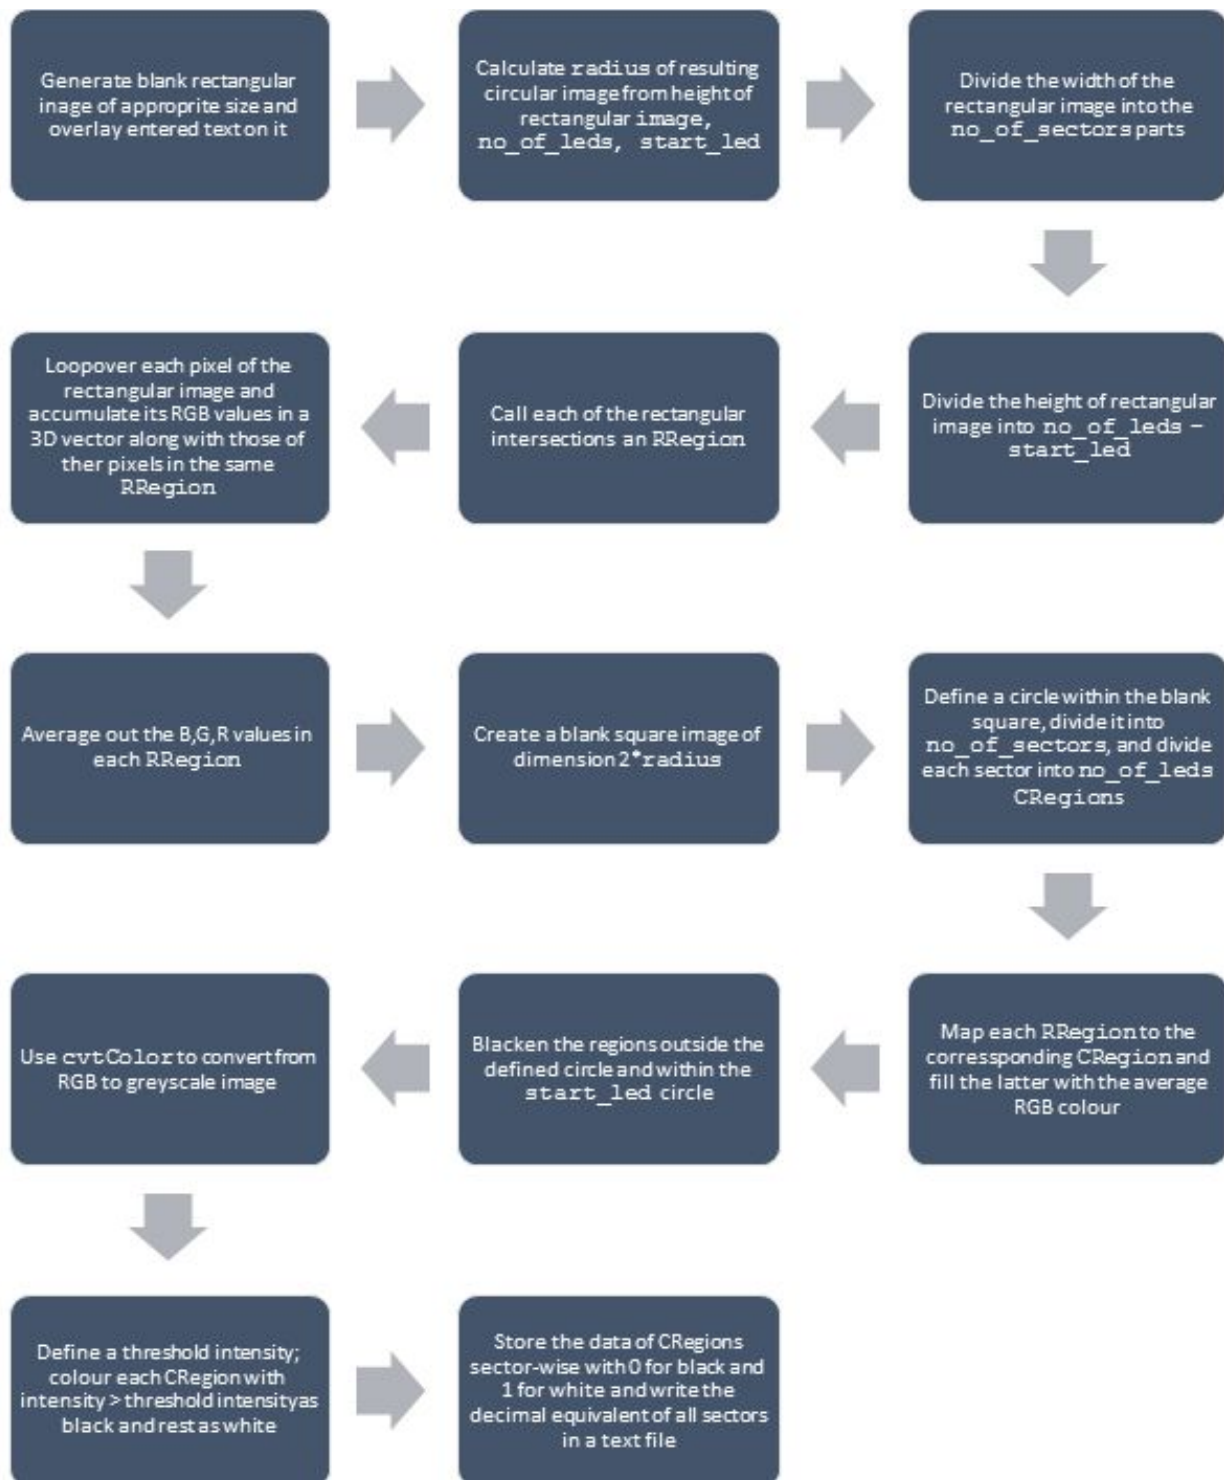 Generate blank rectangular
inage of approprite size and
overlay entered text on it
Calculate radius of resulting
circular image from height of
rectangular image,
no_of_leds, start_led
Divide the width of the
rectangular image into the
no_of_sectors parts
Divide the height of rectangular
image into no_of_leds –
start_led
Call each of the rectangular
intersections an RRegion
Loopover each pixel of the
rectangular image and
accumulate its RGB values in a
3D vector along with those of
ther pixels in the same
RRegion
Average out the B,G,R values in
each RRegion
Create a blank square image of
dimension 2*radius
Define a circle within the blank
square, divide it into
no_of_sectors, and divide
each sector into no_of_leds
CRegions
Map each RRegion to the
corressponding CRegion and
fill the latter with the average
RGB colour
Blacken the regions outside the
defined circle and within the
start_led circle
Use cvtColor to convert from
RGB to greyscale image
Define a threshold intensity;
colour each CRegion with
intensity > threshold intensity as
black and rest as white
Store the data of CRegions
sector-wise with 0 for black and
1 for white and write the
decimal equivalent of all sectors
in a text file